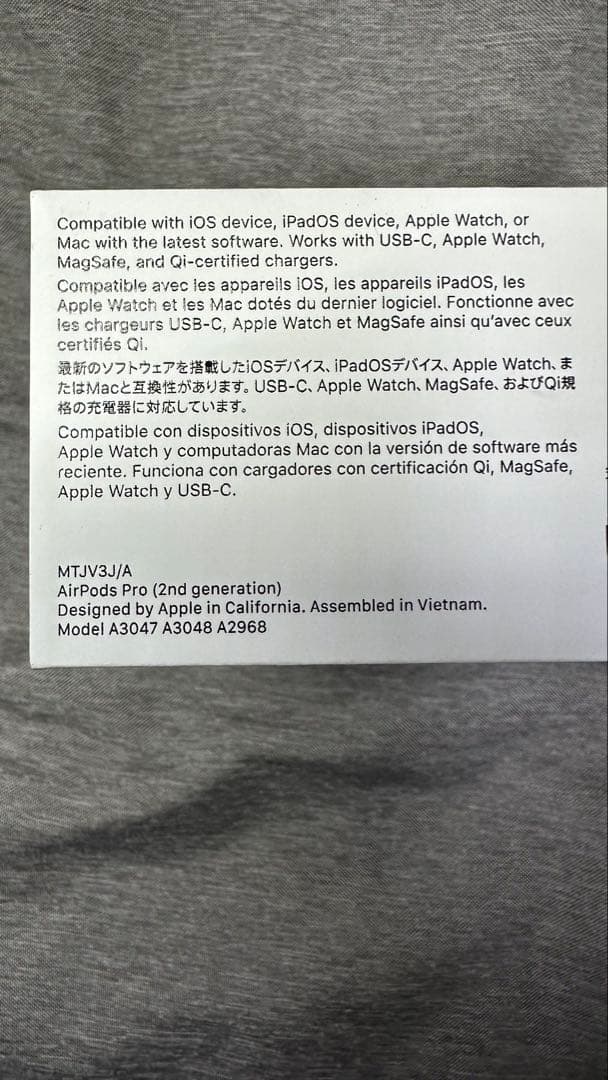 Compatible with iOS device, iPadOS device, Apple Watch, or
Mac with the latest software. Works with USB-C, Apple Watch,
MagSafe, and Qi-certified chargers.
Compatible avec les appareils iOS, les appareils iPadOS, les
Apple Watch et les Mac dotés du dernier logiciel. Fonctionne avec
les chargeurs USB-C, Apple Watch et MagSafe ainsi qu'avec ceux
certifiés Qi.
最新のソフトウェアを搭載したiOSデバイス、iPadOSデバイス、Apple Watch、ま
たはMacと互換性があります。USB-C、Apple Watch、MagSafe、およびQi規
格の充電器に対応しています。
Compatible con dispositivos iOS, dispositivos iPadOS,
Apple Watch y computadoras Mac con la versión de software más
reciente. Funciona con cargadores con certificación Qi, MagSafe,
Apple Watch y USB-C.
MTJV3J/A
AirPods Pro (2nd generation)
Designed by Apple in California. Assembled in Vietnam.
Model A3047 A3048 A2968